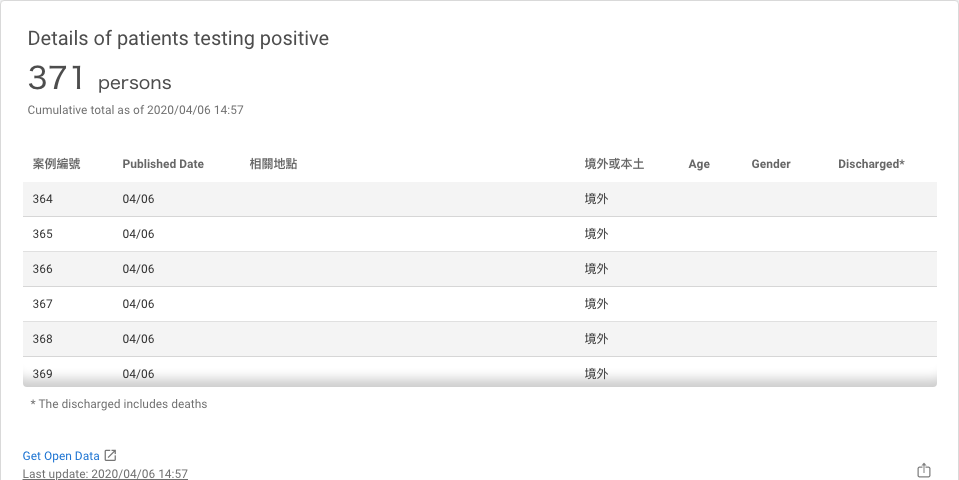 Details of patients testing positive
371 persons
Cumulative total as of 2020/04/06 14:57
案例編號 Published Date 相關地點 境外或本土 Age Gender Discharged*
364 04/06 境外
365 04/06 境外
366 04/06 境外
367 04/06 境外
368 04/06 境外
369 04/06 境外
* The discharged includes deaths
Get Open Data
Last update: 2020/04/06 14:57